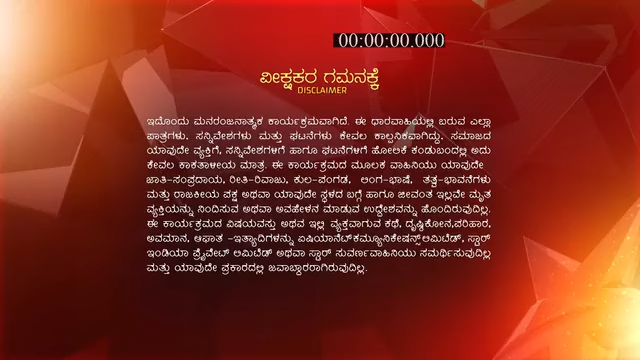 00:00:00.000
ವೀಕ್ಷಕರ ಗಮನಕ್ಕೆ
DISCLAIMER
ಇದೊಂದು ಮನರಂಜನಾತ್ಮಕ ಕಾರ್ಯಕ್ರಮವಾಗಿದೆ. ಈ ಧಾರವಾಹಿಯಲ್ಲಿ ಬರುವ ಎಲ್ಲಾ
ಪಾತ್ರಗಳು, ಸನ್ನಿವೇಶಗಳು ಮತ್ತು ಘಟನೆಗಳು ಕೇವಲ ಕಾಲ್ಪನಿಕವಾಗಿದ್ದು, ಸಮಾಜದ
ಯಾವುದೇ ವ್ಯಕ್ತಿಗೆ, ಸನ್ನಿವೇಶಗಳಿಗೆ ಹಾಗೂ ಘಟನೆಗಳಿಗೆ ಹೋಲಿಕೆ ಕಂಡುಬಂದಲ್ಲಿ ಅದು
ಕೇವಲ ಕಾಕತಾಳೀಯ ಮಾತ್ರ. ಈ ಕಾರ್ಯಕ್ರಮದ ಮೂಲಕ ವಾಹಿನಿಯು ಯಾವುದೇ
ಜಾತಿ-ಸಂಪ್ರದಾಯ, ರೀತಿ-ರಿವಾಜು, ಕುಲ-ಪಂಗಡ, ಲಿಂಗ-ಭಾಷೆ, ತತ್ವ-ಭಾವನೆಗಳು
ಮತ್ತು ರಾಜಕೀಯ ಪಕ್ಷ ಅಥವಾ ಯಾವುದೇ ಸ್ಥಳದ ಬಗ್ಗೆ ಹಾಗೂ ಜೀವಂತ ಇಲ್ಲವೇ ಮೃತ
ವ್ಯಕ್ತಿಯನ್ನು ನಿಂದಿಸುವ ಅಥವಾ ಅವಹೇಳನ ಮಾಡುವ ಉದ್ದೇಶವನ್ನು ಹೊಂದಿರುವುದಿಲ್ಲ.
ಈ ಕಾರ್ಯಕ್ರಮದ ವಿಷಯವಸ್ತು ಅಥವ ಇಲ್ಲಿ ವ್ಯಕ್ತವಾಗುವ ಕಥೆ, ದೃಷ್ಟಿಕೋನ,ಪರಿಹಾರ,
ಅವಮಾನ, ಆಘಾತ -ಇತ್ಯಾದಿಗಳನ್ನು ಏಷಿಯಾನೆಟ್ ಕಮ್ಯೂನಿಕೇಷನ್ಸ್ ಲಿಮಿಟೆಡ್, ಸ್ಟಾರ್
ಇಂಡಿಯಾ ಪ್ರೈವೇಟ್ ಲಿಮಿಟೆಡ್ ಅಥವಾ ಸ್ಟಾರ್ ಸುವರ್ಣವಾಹಿನಿಯು ಸಮರ್ಥಿಸುವುದಿಲ್ಲ
ಮತ್ತು ಯಾವುದೇ ಪ್ರಕಾರದಲ್ಲಿ ಜವಾಬ್ದಾರರಾಗಿರುವುದಿಲ್ಲ.